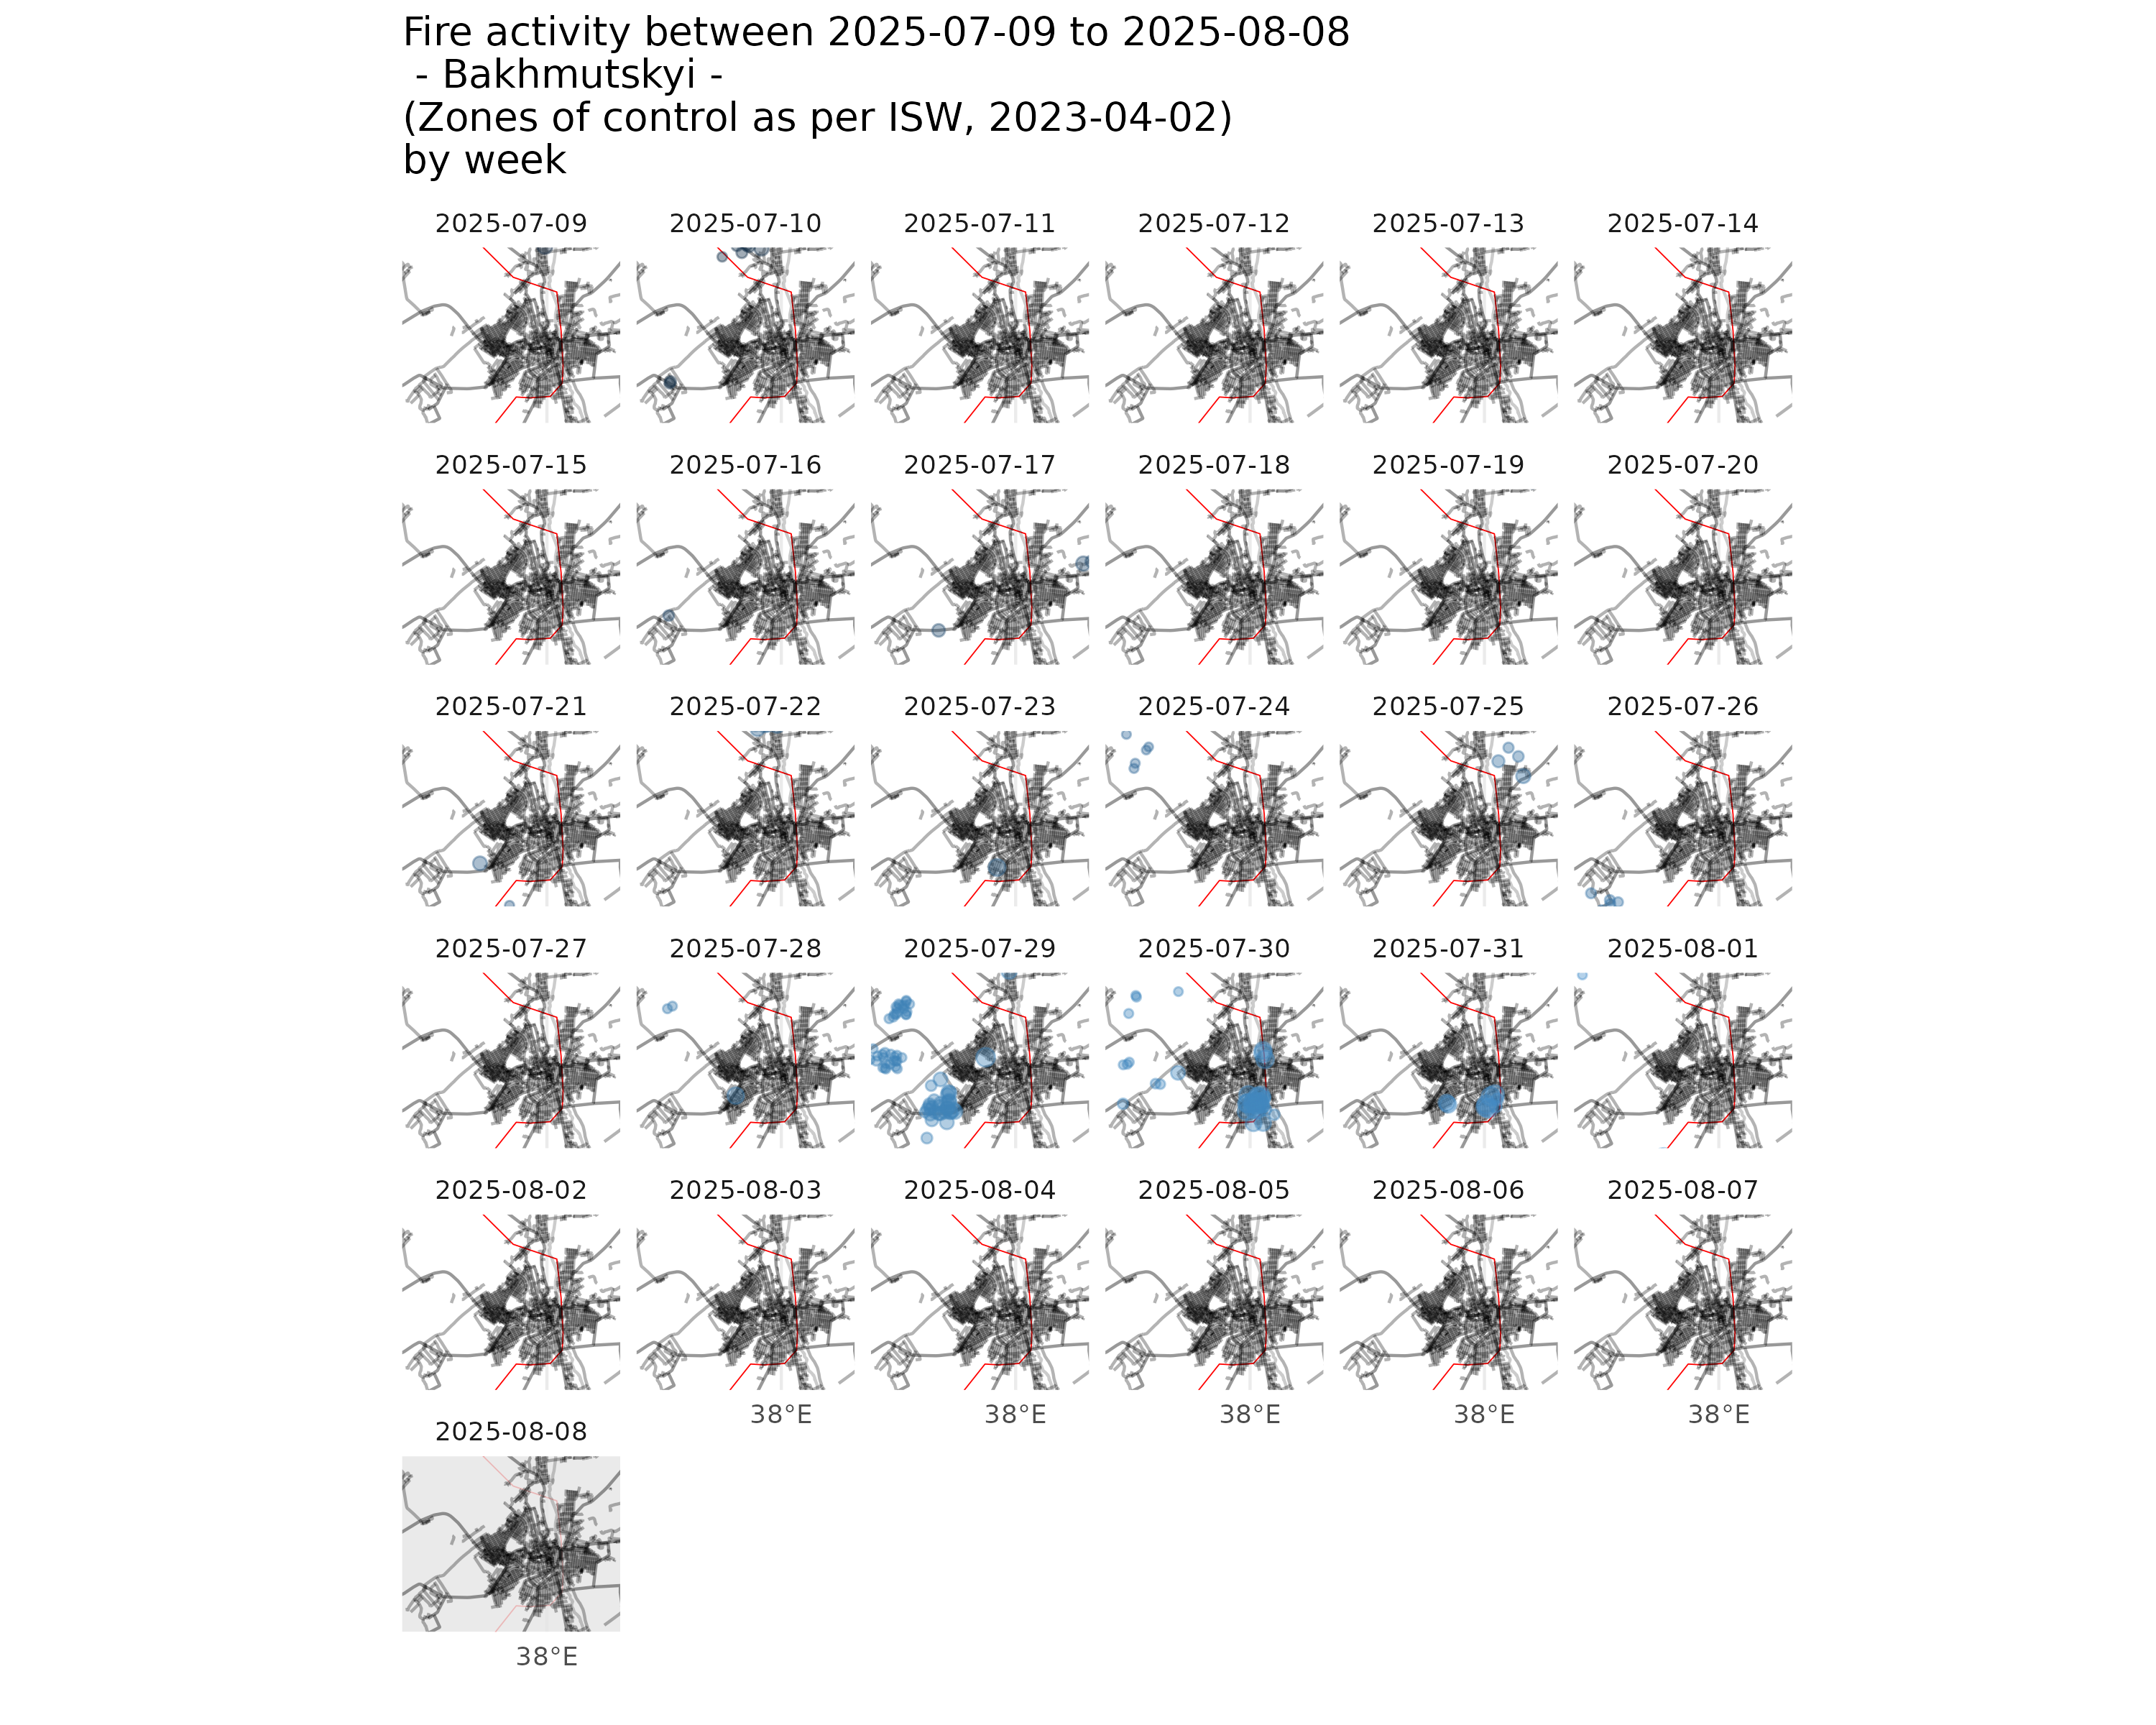 Fire activity between 2025-07-09 to 2025-08-08
- Bakhmutskyi -
(Zones of control as per ISW, 2023-04-02)
by week
2025-07-09 2025-07-10 2025-07-11 2025-07-12 2025-07-13 2025-07-14
2025-07-15 2025-07-16 2025-07-17 2025-07-18 2025-07-19 2025-07-20
2025-07-21 2025-07-22 2025-07-23 2025-07-24 2025-07-25 2025-07-26
2025-07-27 2025-07-28 2025-07-29 2025-07-30 2025-07-31 2025-08-01
2025-08-02 2025-08-03 2025-08-04 2025-08-05 2025-08-06 2025-08-07
38°E 38°E 38°E 38°E 38°E
2025-08-08
38°E